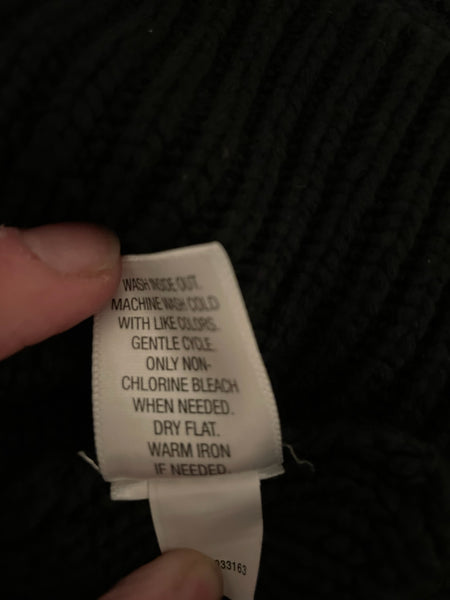 WASH INSIDE OUT.
MACHINE WASH COLD
WITH LIKE COLORS.
GENTLE CYCLE.
ONLY NON-
CHLORINE BLEACH
WHEN NEEDED.
DRY FLAT.
WARM IRON
IF NEEDED.
033163